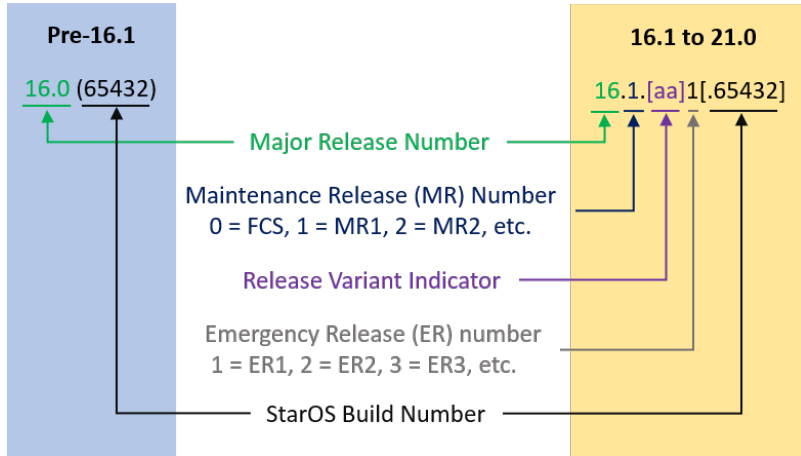 Pre-16.1
16.1 to 21.0
16.0 (65432)
16.1.[aa]1[.65432]
Major Release Number
Maintenance Release (MR) Number
0 = FCS, 1 = MR1, 2 = MR2, etc.
Release Variant Indicator
Emergency Release (ER) number
1 = ER1, 2 = ER2, 3 = ER3, etc.
StarOS Build Number